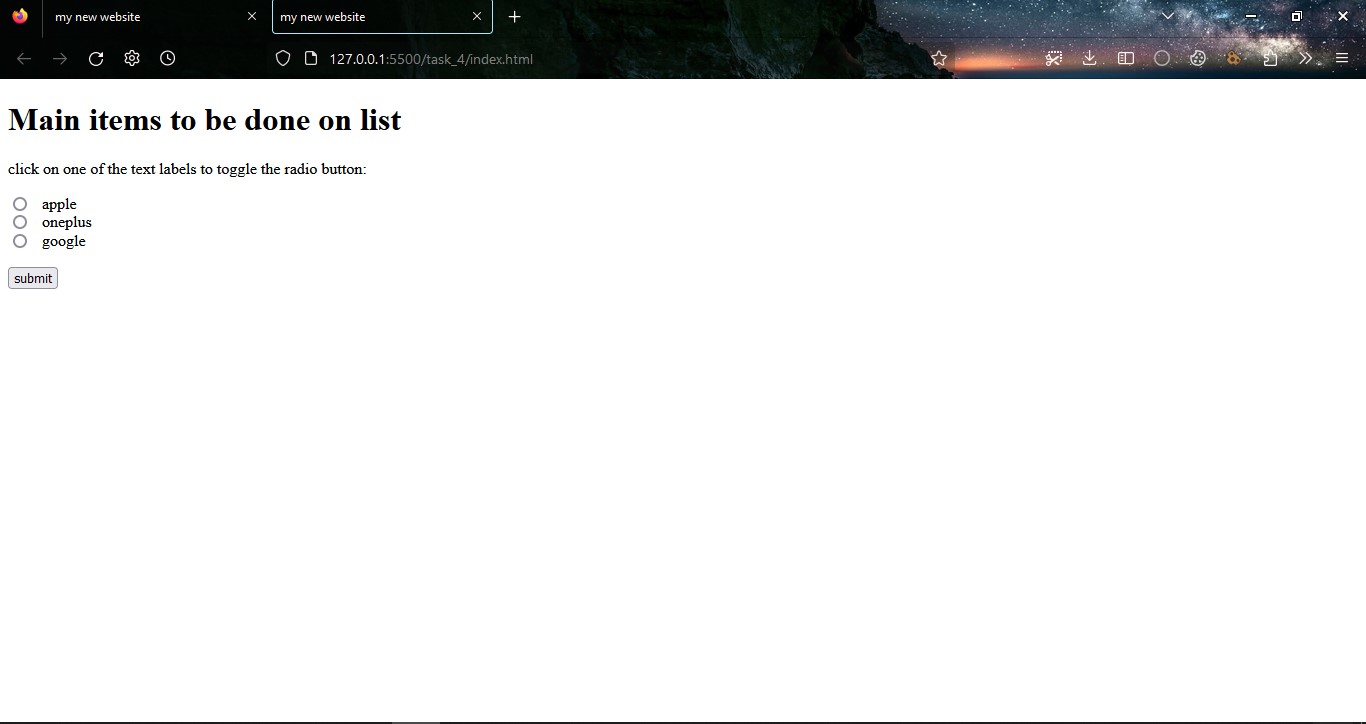 my new website
my new website
127.0.0.1:5500/task_4/index.html
Main items to be done on list
click on one of the text labels to toggle the radio button:
apple
oneplus
google
submit